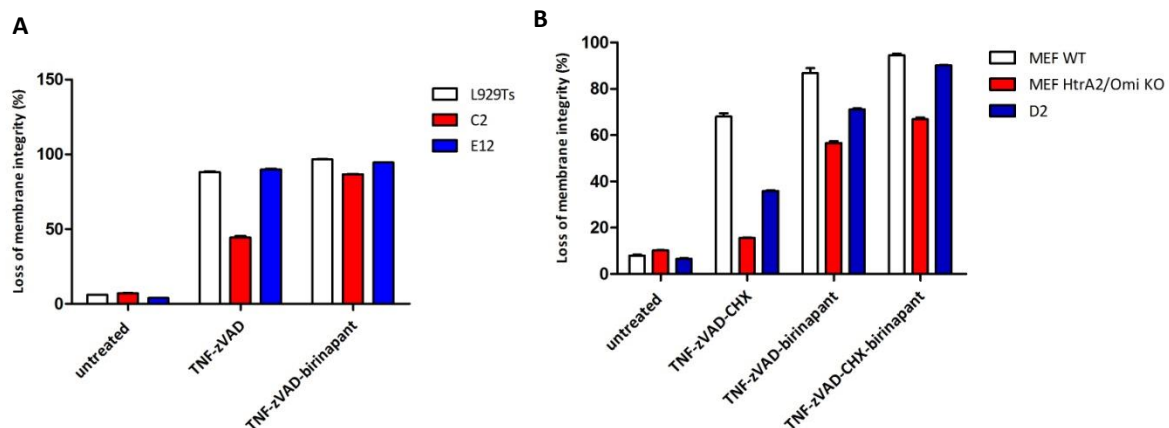 A
Loss of membrane integrity (%)
150
100
50
0
untreated
TNF-zVAD
TNF-zVAD-birinapant
L929Ts
C2
E12
B
Loss of membrane integrity (%)
100
80
60
40
20
0
untreated
TNF-zVAD-CHX
TNF-zVAD-birinapant
TNF-zVAD-CHX-birinapant
MEF WT
MEF HtrA2/Omi KO
D2